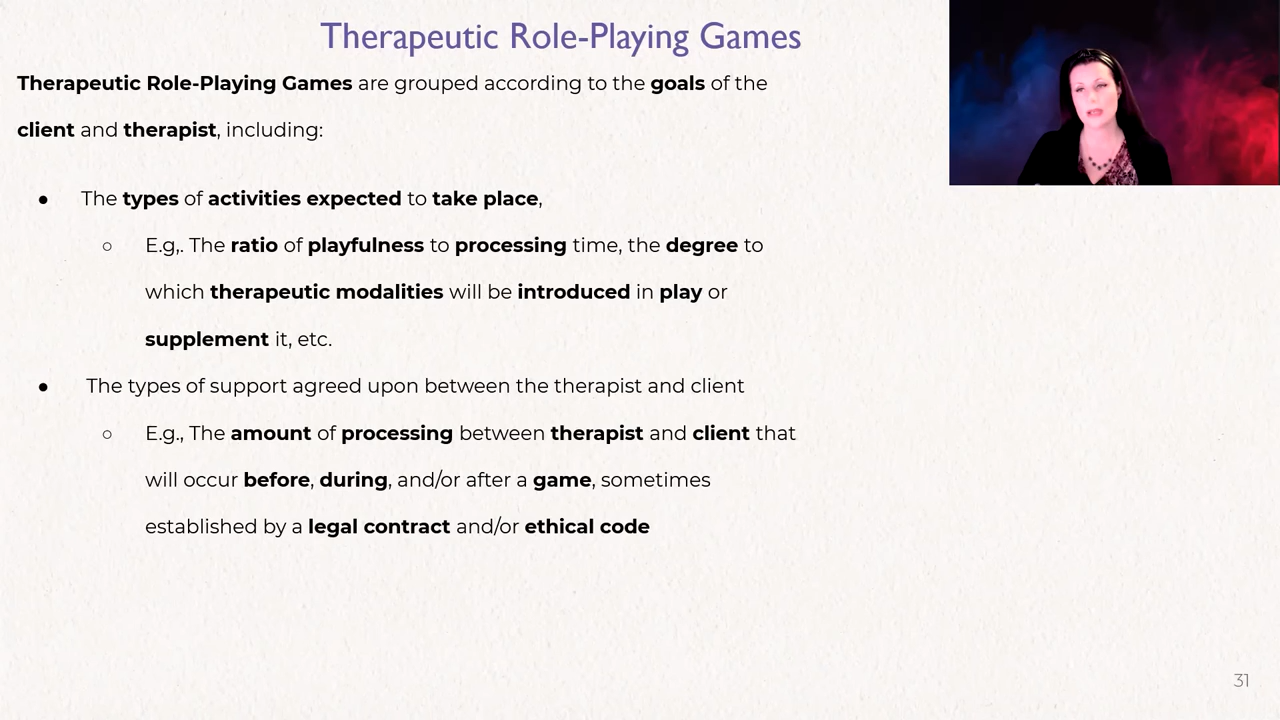 Therapeutic Role-Playing Games
Therapeutic Role-Playing Games are grouped according to the goals of the
client and therapist, including:
● The types of activities expected to take place,
○ E.g,. The ratio of playfulness to processing time, the degree to
which therapeutic modalities will be introduced in play or
supplement it, etc.
● The types of support agreed upon between the therapist and client
○ E.g., The amount of processing between therapist and client that
will occur before, during, and/or after a game, sometimes
established by a legal contract and/or ethical code
31